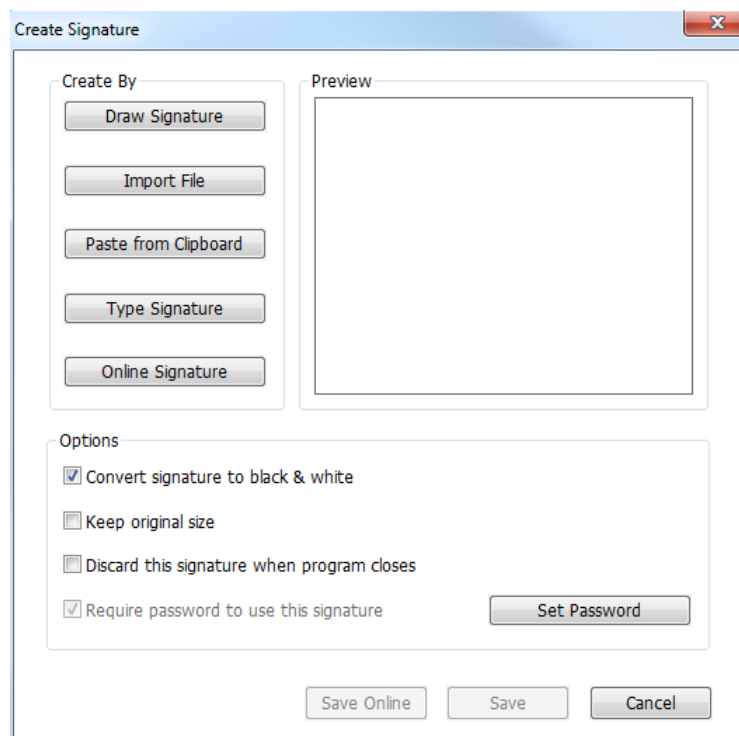 Create Signature
Create By
Draw Signature
Import File
Paste from Clipboard
Type Signature
Online Signature
Preview
Options
Convert signature to black & white
Keep original size
Discard this signature when program closes
Require password to use this signature
Set Password
Save Online
Save
Cancel